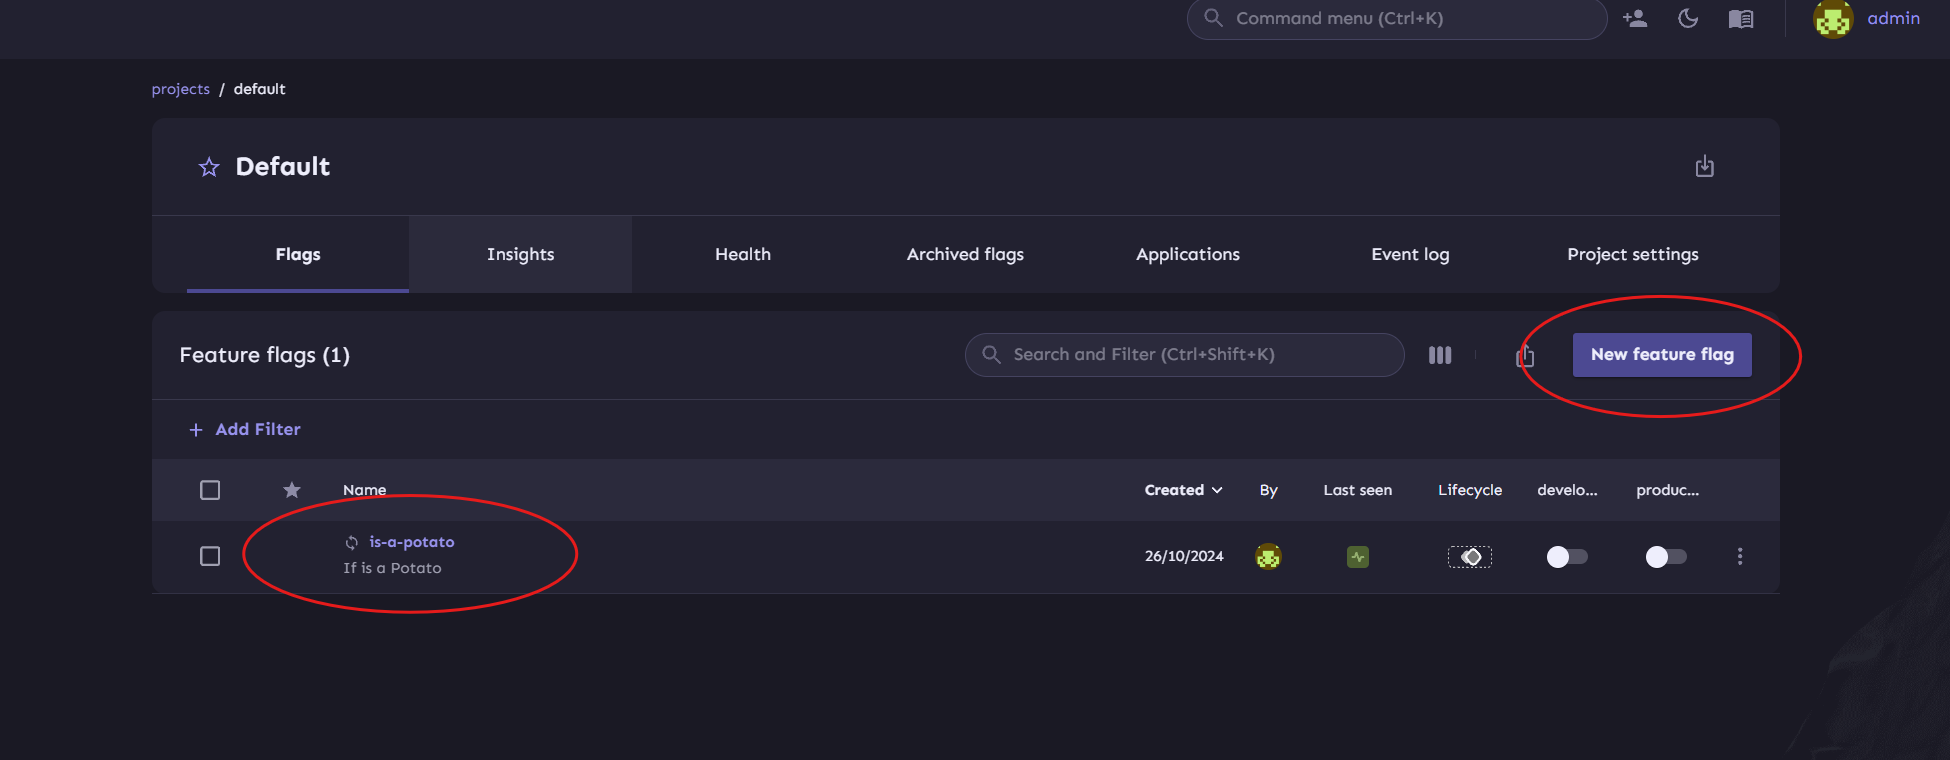 Command menu (Ctrl+K)
admin
projects / default
Default
Flags
Insights
Health
Archived flags
Applications
Event log
Project settings
Feature flags (1)
Search and Filter (Ctrl+Shift+K)
New feature flag
+ Add Filter
Name
Created
By
Last seen
Lifecycle
develo...
produc...
is-a-potato
If is a Potato
26/10/2024